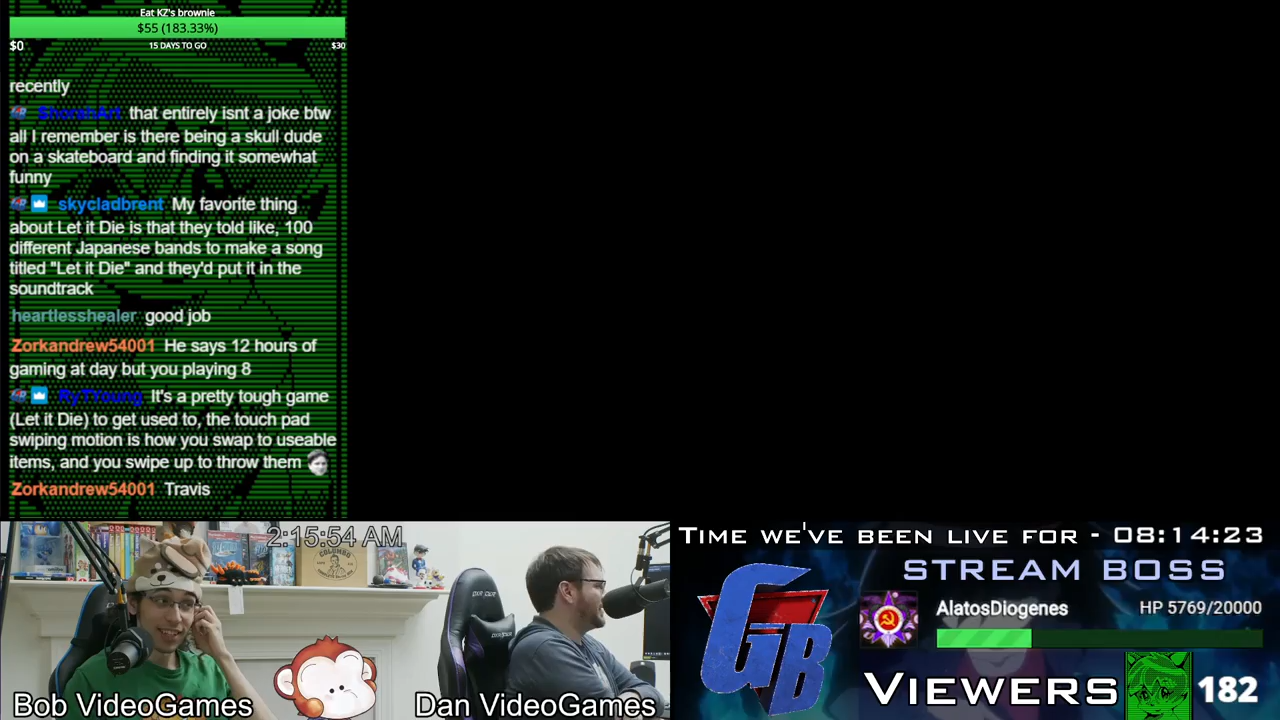 Eat KZ's brownie
$55 (183.33%)
$0 15 DAYS TO GO $30
recently
ShorahArt that entirely isnt a joke btw
all I remember is there being a skull dude
on a skateboard and finding it somewhat
funny
skycladbrent My favorite thing
about Let it Die is that they told like, 100
different Japanese bands to make a song
titled "Let it Die" and they'd put it in the
soundtrack
heartlesshealer good job
Zorkandrew54001 He says 12 hours of
gaming at day but you playing 8
RyTYoung It's a pretty tough game
(Let it Die) to get used to, the touch pad
swiping motion is how you swap to useable
items, and you swipe up to throw them
Zorkandrew54001 Travis
2:15:54 AM
COLUMBO
Bob VideoGames
Dan VideoGames
TIME WE'VE BEEN LIVE FOR - 08:14:23
STREAM BOSS
AlatosDiogenes HP 5769/20000
GB
VIEWERS 182